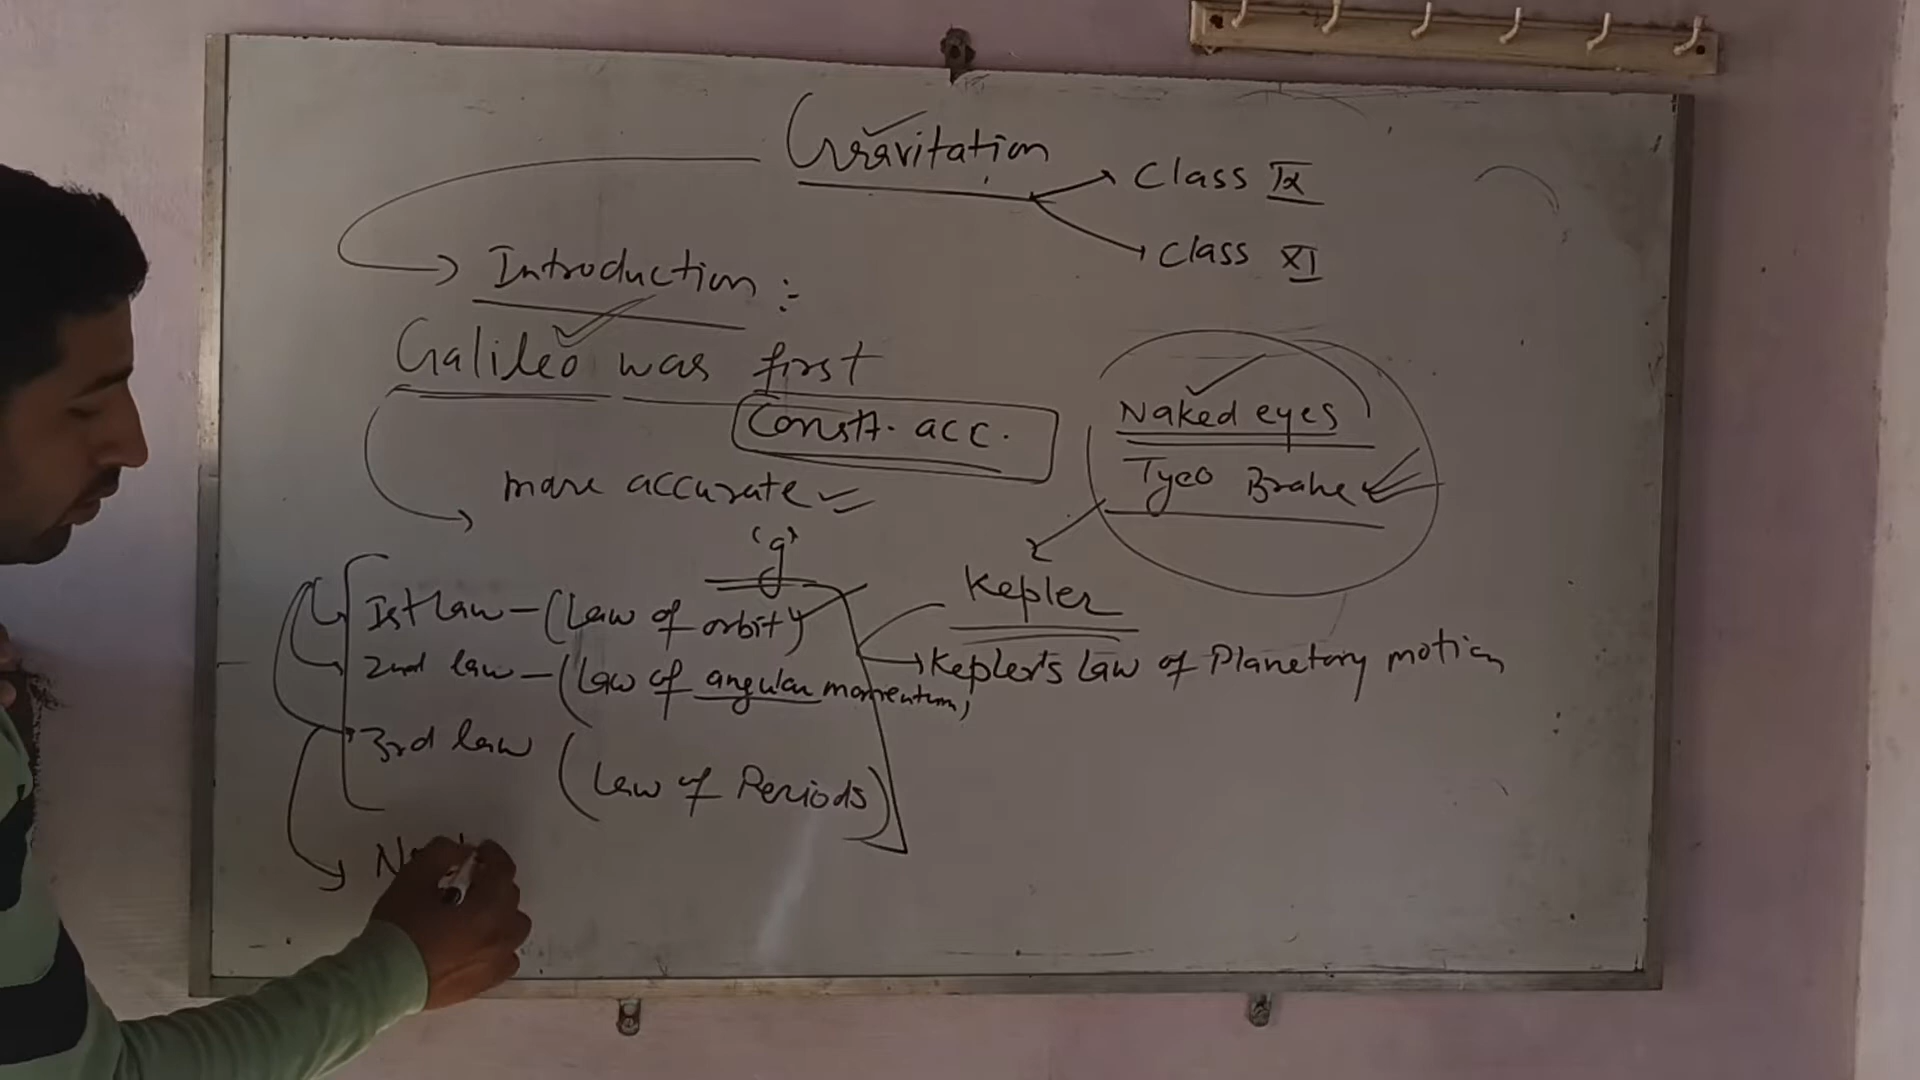 Gravitation
Class IX
Class XI
Introduction :-
Galileo was first
Constt. acc.
more accurate
'g'
Naked eyes
Tyco Brahe
Kepler
Kepler's Law of Planetary motion
Ist law - (Law of orbit)
2nd law - (Law of angular momentum)
3rd law (Law of Periods)